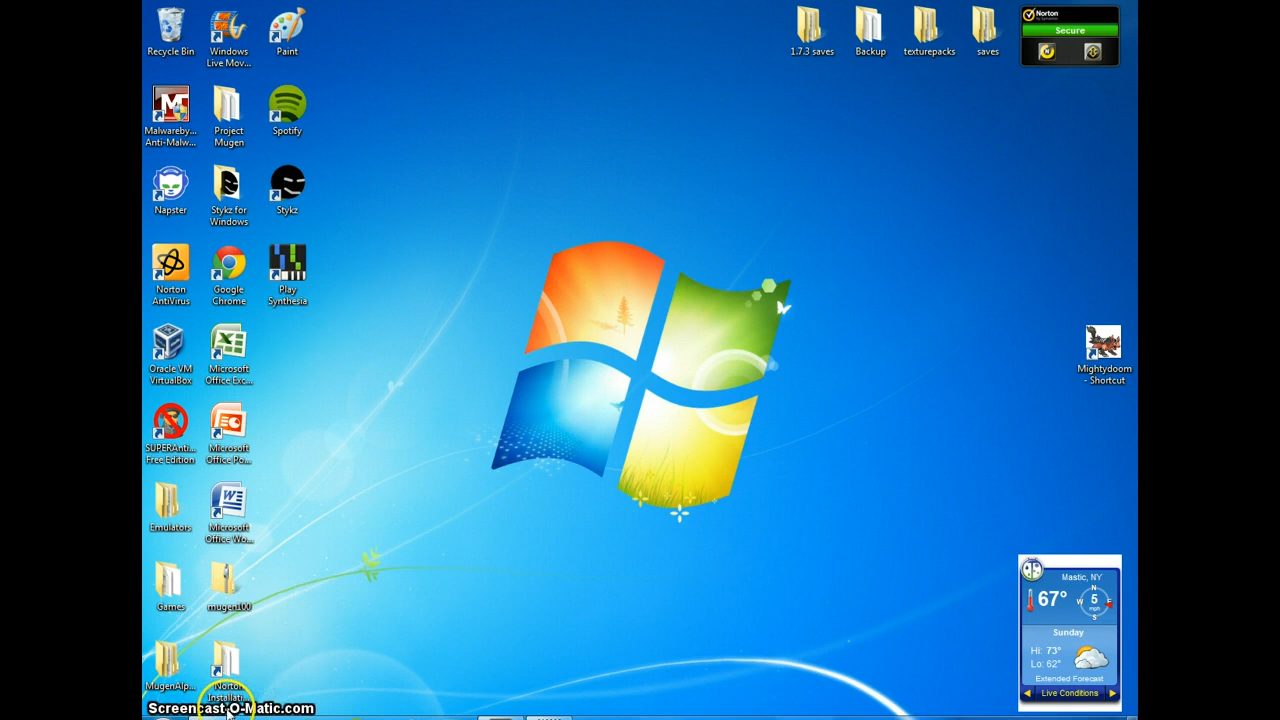 Recycle Bin
Windows
Live Mov...
Paint
1.7.3 saves
Backup
texturepacks
saves
Norton
by Symantec
Secure
Malwareby...
Anti-Malw...
Project
Mugen
Spotify
Napster
Stykz for
Windows
Stykz
Norton
AntiVirus
Google
Chrome
Play
Synthesia
Oracle VM
VirtualBox
Microsoft
Office Exc...
Mightydoom
- Shortcut
SUPERAnti...
Free Edition
Microsoft
Office Po...
Emulators
Microsoft
Office Wo...
Games
mugen100
MugenAlp...
Norton
Installati...
Mastic, NY
67°
N
W
5
mph
E
S
Sunday
Hi: 73°
Lo: 62°
Extended Forecast
Live Conditions
Screencast-O-Matic.com